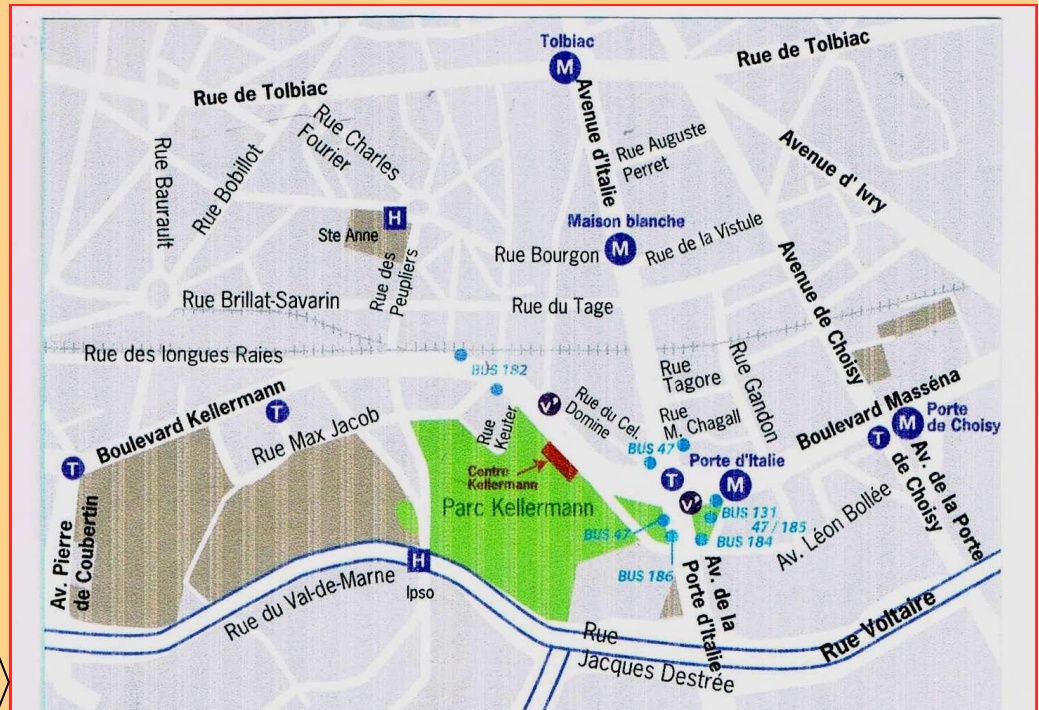 Tolbiac
M
Rue de Tolbiac
Rue de Tolbiac
Avenue d'Italie
Rue Charles
Fourier
Rue Auguste
Perret
Rue Baurault
Rue Bobillot
Avenue d' Ivry
H
Ste Anne
Maison blanche
M
Rue Bourgon
Rue de la Vistule
Rue des
Peupliers
Avenue de Choisy
Rue Brillat-Savarin
Rue du Tage
Rue des longues Raies
BUS 182
Rue
Tagore
Rue Gandon
Boulevard Kellermann
T
Rue Max Jacob
Rue
Keuter
V'
Rue du Cel.
Domine
Rue
M. Chagall
Boulevard Masséna
M
Porte
de Choisy
T
BUS 47
Porte d'Italie
T
M
V'
T
Centre
Kellermann
Parc Kellermann
BUS 47
BUS 131
47 / 185
BUS 184
BUS 186
Av. Léon Bollée
Av. de la Porte
de Choisy
Av. Pierre
de Coubertin
H
Ipso
Rue du Val-de-Marne
Av. de la
Porte d'Italie
Rue
Jacques Destrée
Rue Voltaire